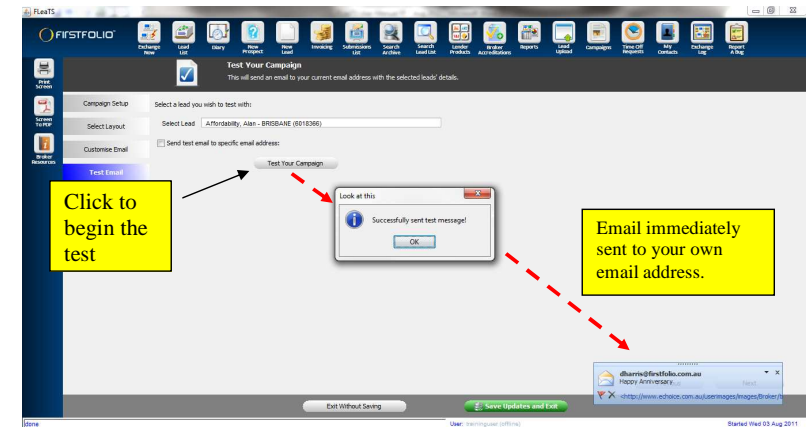 FLeaTS
FIRSTFOLIO
Exchange Now
Lead List
Diary
New Prospect
New Lead
Invoicing
Submissions List
Search Archive
Search Lead List
Lender Products
Broker Accreditations
Reports
Lead Upload
Campaigns
Time Off Requests
My Contacts
Exchange Log
Report A Bug
Print Screen
Screen To PDF
Broker Resources
Test Your Campaign
This will send an email to your current email address with the selected leads' details.
Campaign Setup
Select Layout
Customise Email
Test Email
Select a lead you wish to test with:
Select Lead
Affordability, Alan - BRISBANE (6018366)
Send test email to specific email address:
Test Your Campaign
Click to
begin the
test
Look at this
Successfully sent test message!
OK
Email immediately
sent to your own
email address.
dharris@firstfolio.com.au
Happy Anniversary
Next
<http://www.echoice.com.au/userimages/images/Broker/b
Exit Without Saving
Save Updates and Exit
done
User: traininguser (offline)
Started Wed 03 Aug 2011